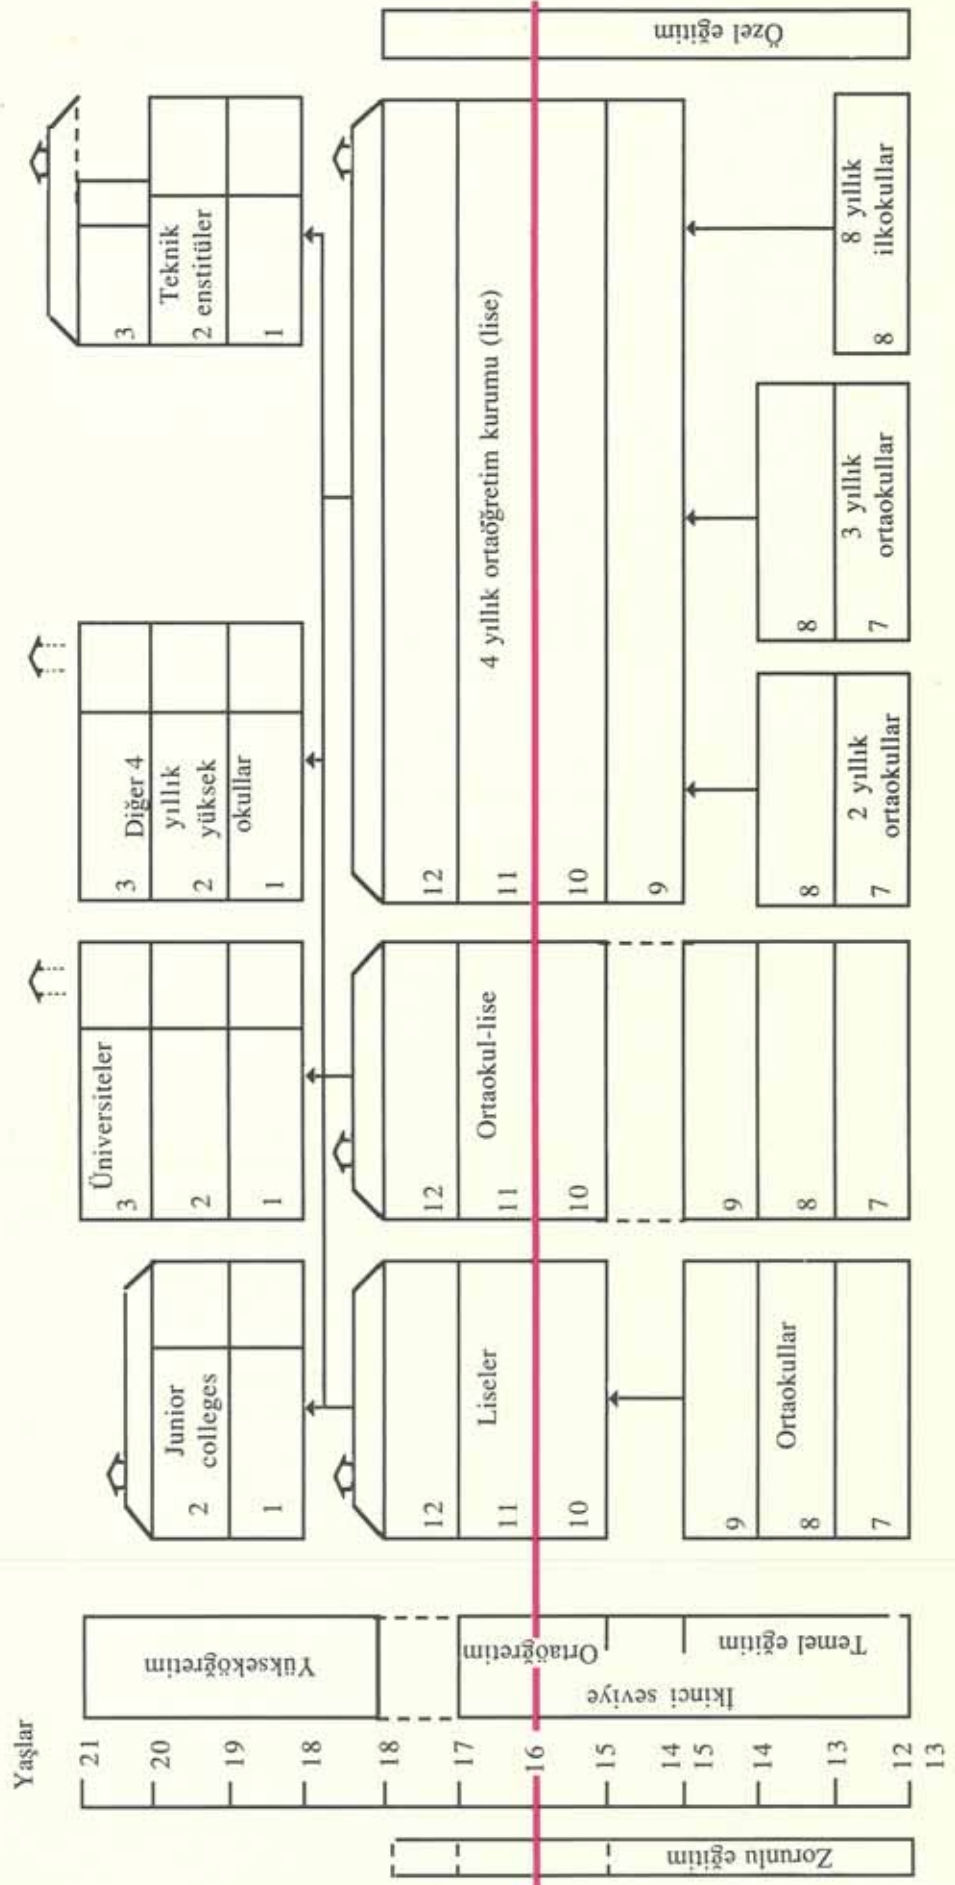 Yaşlar
21
20
19
18
18
17
16
15
14
15
14
13
12
13
Zorunlu eğitim
Yükseköğretim
Ortaöğretim
İkinci seviye
Temel eğitim
2
Junior
colleges
1
Üniversiteler
3
2
1
3
Diğer 4
yıllık
2
yüksek
okullar
1
3
Teknik
2 enstitüler
1
12
11
Liseler
10
12
11
Ortaokul-lise
10
12
11
4 yıllık ortaöğretim kurumu (lise)
10
9
9
8
Ortaokullar
7
9
8
7
8
2 yıllık
7
ortaokullar
8
3 yıllık
7
ortaokullar
8 yıllık
8
ilkokullar
Özel eğitim